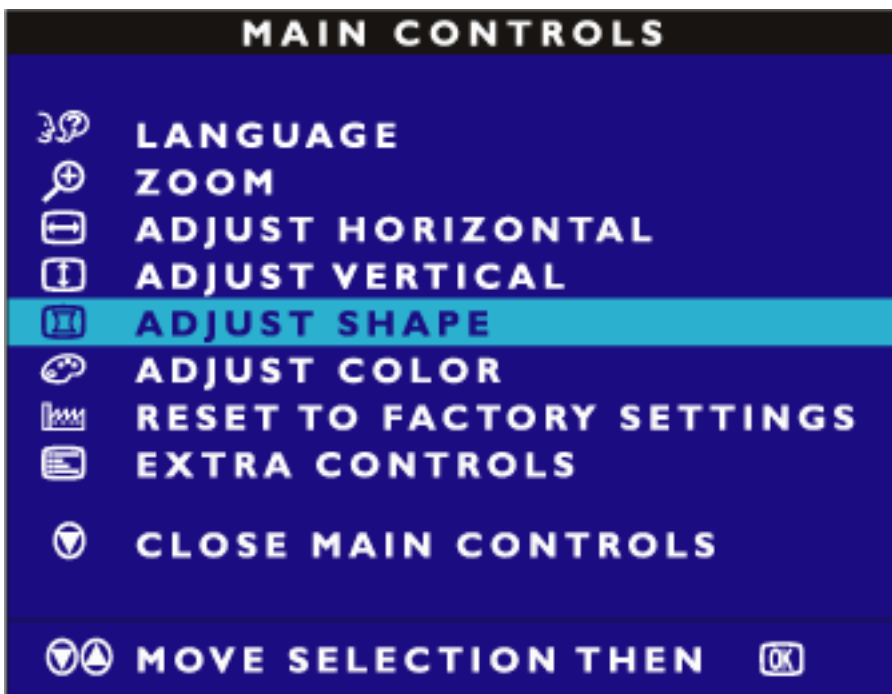 MAIN CONTROLS
LANGUAGE
ZOOM
ADJUST HORIZONTAL
ADJUST VERTICAL
ADJUST SHAPE
ADJUST COLOR
RESET TO FACTORY SETTINGS
EXTRA CONTROLS
CLOSE MAIN CONTROLS
MOVE SELECTION THEN OK